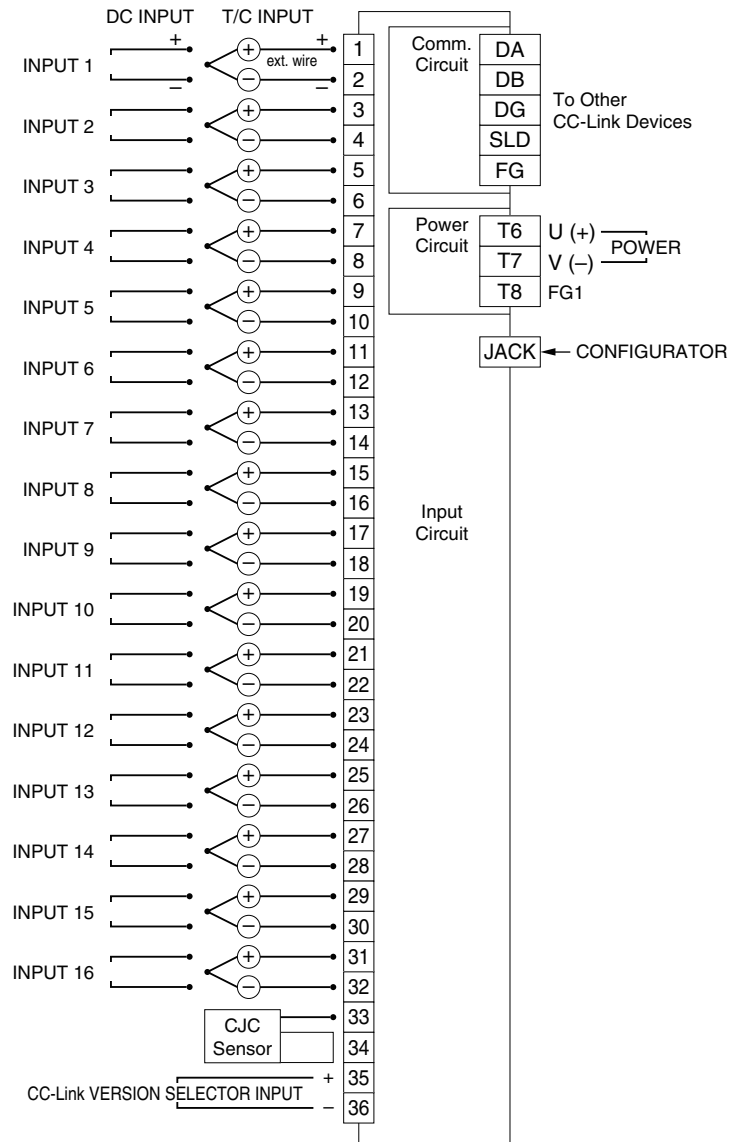 DC INPUT T/C INPUT
INPUT 1 + – + – + ext. wire – 1 2
INPUT 2 + – 3 4
INPUT 3 + – 5 6
INPUT 4 + – 7 8
INPUT 5 + – 9 10
INPUT 6 + – 11 12
INPUT 7 + – 13 14
INPUT 8 + – 15 16
INPUT 9 + – 17 18
INPUT 10 + – 19 20
INPUT 11 + – 21 22
INPUT 12 + – 23 24
INPUT 13 + – 25 26
INPUT 14 + – 27 28
INPUT 15 + – 29 30
INPUT 16 + – 31 32
CJC 33
Sensor 34
CC-Link VERSION SELECTOR INPUT + – 35 36
Comm.
Circuit
DA
DB
DG
SLD
FG
To Other
CC-Link Devices
Power
Circuit
T6 U (+)
T7 V (–)
POWER
T8 FG1
JACK CONFIGURATOR
Input
Circuit